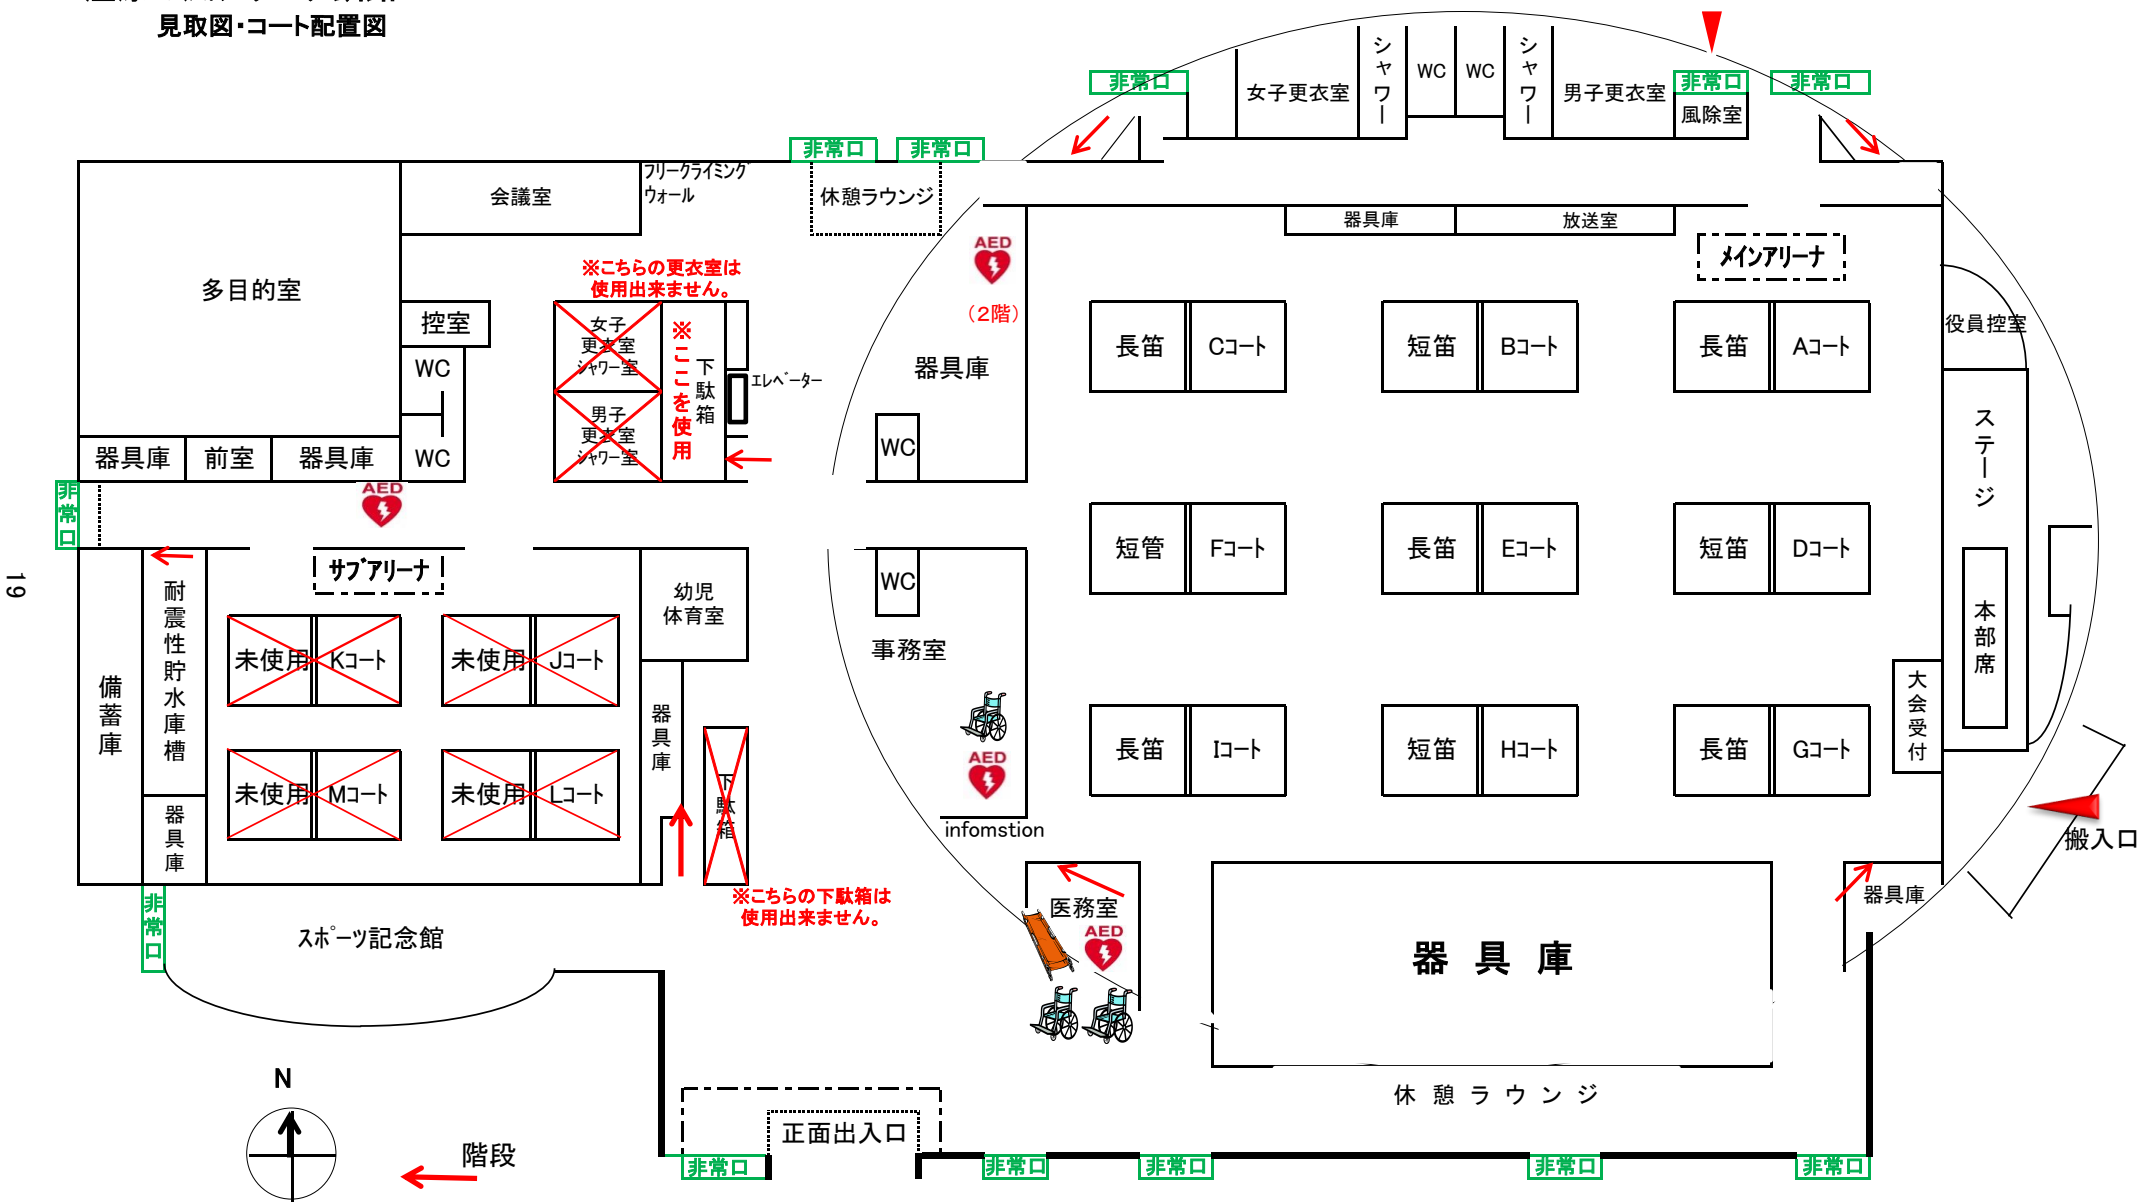 見取図・コート配置図
非常口
女子更衣室
シャワー
WC
WC
シャワー
男子更衣室
非常口
風除室
非常口
非常口
非常口
会議室
フリークライミング
ウォール
休憩ラウンジ
器具庫
放送室
メインアリーナ
AED
(2階)
多目的室
※こちらの更衣室は
使用出来ません。
控室
WC
WC
女子
更衣室
シャワー室
男子
更衣室
シャワー室
※ここを使用
下駄箱
エレベーター
器具庫
WC
長笛 Cコート
短笛 Bコート
長笛 Aコート
役員控室
ステージ
器具庫
前室
器具庫
非常口
AED
サブアリーナ
幼児
体育室
WC
事務室
短管 Fコート
長笛 Eコート
短笛 Dコート
本部席
19
備蓄庫
耐震性貯水庫槽
未使用 Kコート
未使用 Jコート
器具庫
大会受付
長笛 Iコート
短笛 Hコート
長笛 Gコート
AED
infomstion
未使用 Mコート
未使用 Lコート
下駄箱
器具庫
搬入口
※こちらの下駄箱は
使用出来ません。
非常口
スポーツ記念館
医務室
AED
器具庫
器具庫
休憩ラウンジ
N
階段
正面出入口
非常口
非常口
非常口
非常口
非常口